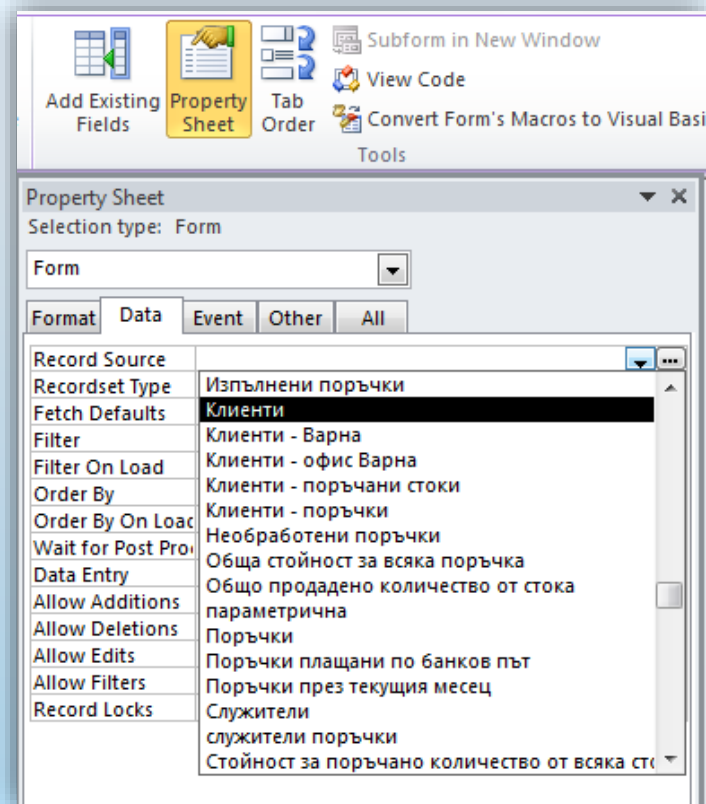 Add Existing Fields
Property Sheet
Tab Order
Subform in New Window
View Code
Convert Form's Macros to Visual Basi
Tools
Property Sheet
Selection type: Form
Form
Format Data Event Other All
Record Source
Recordset Type
Fetch Defaults
Filter
Filter On Load
Order By
Order By On Load
Wait for Post Pro
Data Entry
Allow Additions
Allow Deletions
Allow Edits
Allow Filters
Record Locks
Изпълнени поръчки
Клиенти
Клиенти - Варна
Клиенти - офис Варна
Клиенти - поръчани стоки
Клиенти - поръчки
Необработени поръчки
Обща стойност за всяка поръчка
Общо продадено количество от стока
параметрична
Поръчки
Поръчки плащани по банков път
Поръчки през текущия месец
Служители
служители поръчки
Стойност за поръчано количество от всяка сто